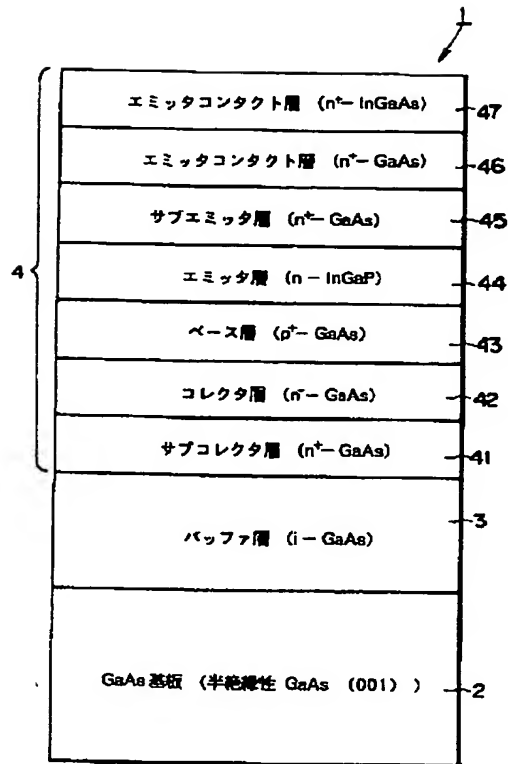 1
エミッタコンタクト層 (n⁺− InGaAs) 47
エミッタコンタクト層 (n⁺− GaAs) 46
サブエミッタ層 (n⁺− GaAs) 45
4
エミッタ層 (n − InGaP) 44
ベース層 (p⁺− GaAs) 43
コレクタ層 (n⁻− GaAs) 42
サブコレクタ層 (n⁺− GaAs) 41
バッファ層 (i − GaAs) 3
GaAs 基板 (半絶縁性 GaAs (001) ) 2